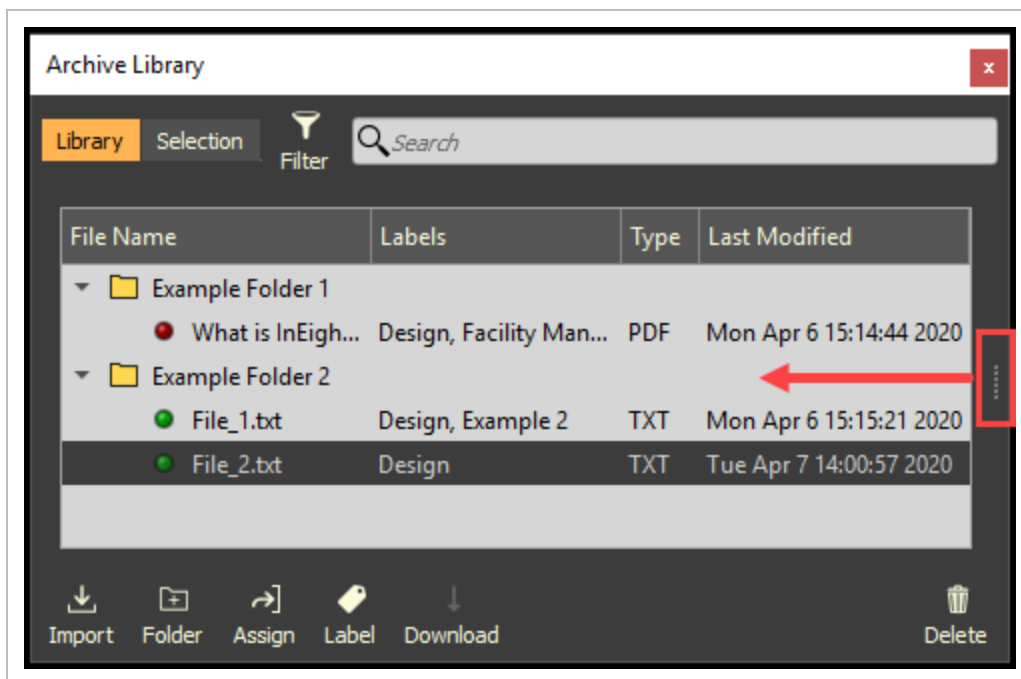 Archive Library
x
Library Selection Filter Search
File Name Labels Type Last Modified
Example Folder 1
What is InEigh... Design, Facility Man... PDF Mon Apr 6 15:14:44 2020
Example Folder 2
File_1.txt Design, Example 2 TXT Mon Apr 6 15:15:21 2020
File_2.txt Design TXT Tue Apr 7 14:00:57 2020
Import Folder Assign Label Download Delete